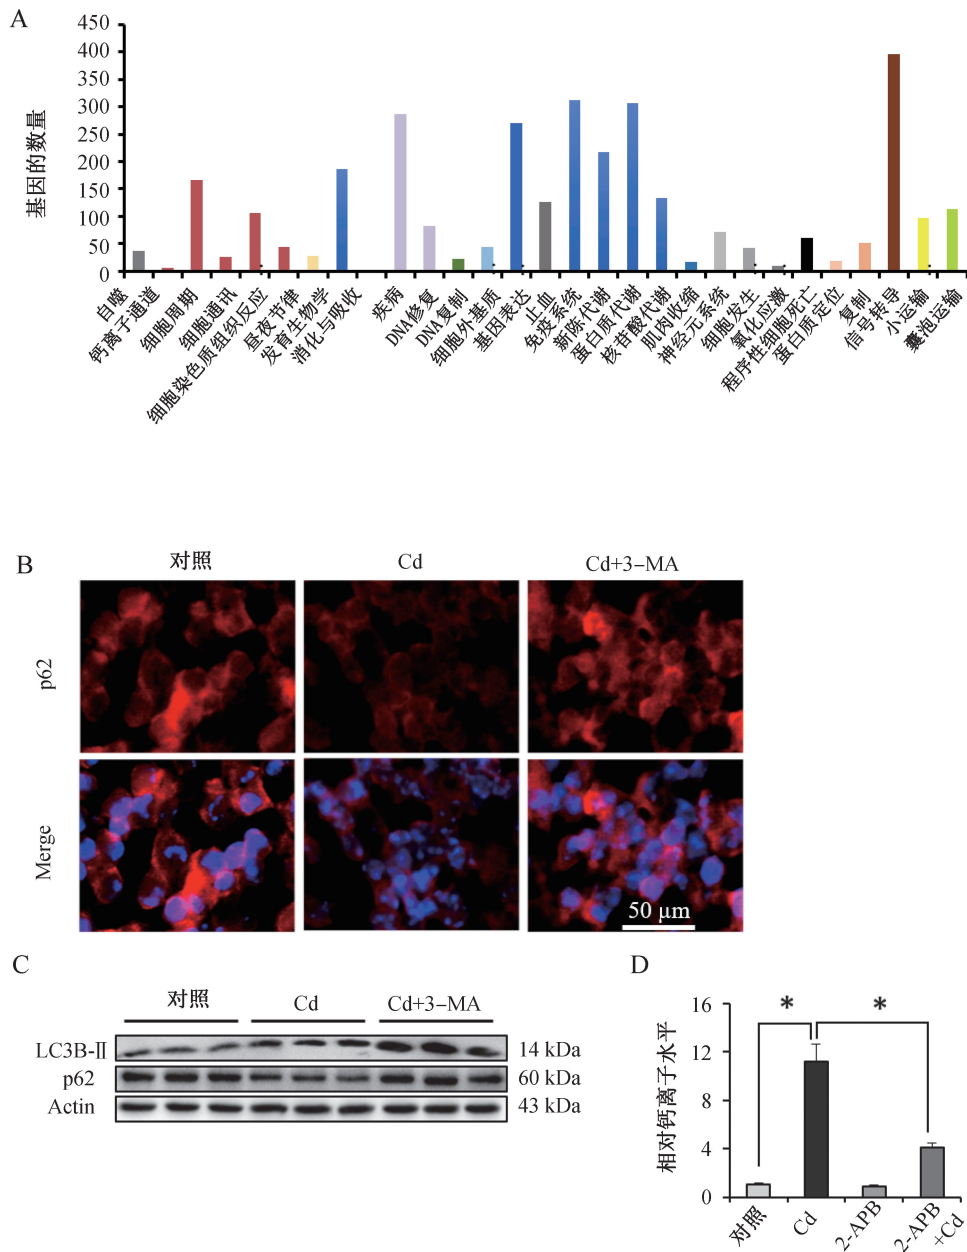 A
基因的数量
450
400
350
300
250
200
150
100
50
0
自噬
钙离子通道
细胞周期
细胞通讯
细胞染色质组织反应
昼夜节律
发育生物学
消化与吸收
疾病
DNA修复
DNA复制
细胞外基质
基因表达
止血
免疫系统
新陈代谢
蛋白质代谢
核苷酸代谢
肌肉收缩
神经元系统
细胞发生
氧化应激
程序性细胞死亡
蛋白质定位
复制
信号转导
小运输
囊泡运输
B
对照
Cd
Cd+3-MA
p62
Merge
50 μm
C
对照
Cd
Cd+3-MA
LC3B-Ⅱ
14 kDa
p62
60 kDa
Actin
43 kDa
D
相对钙离子水平
16
12
8
4
0
*
*
对照
Cd
2-APB
2-APB
+Cd